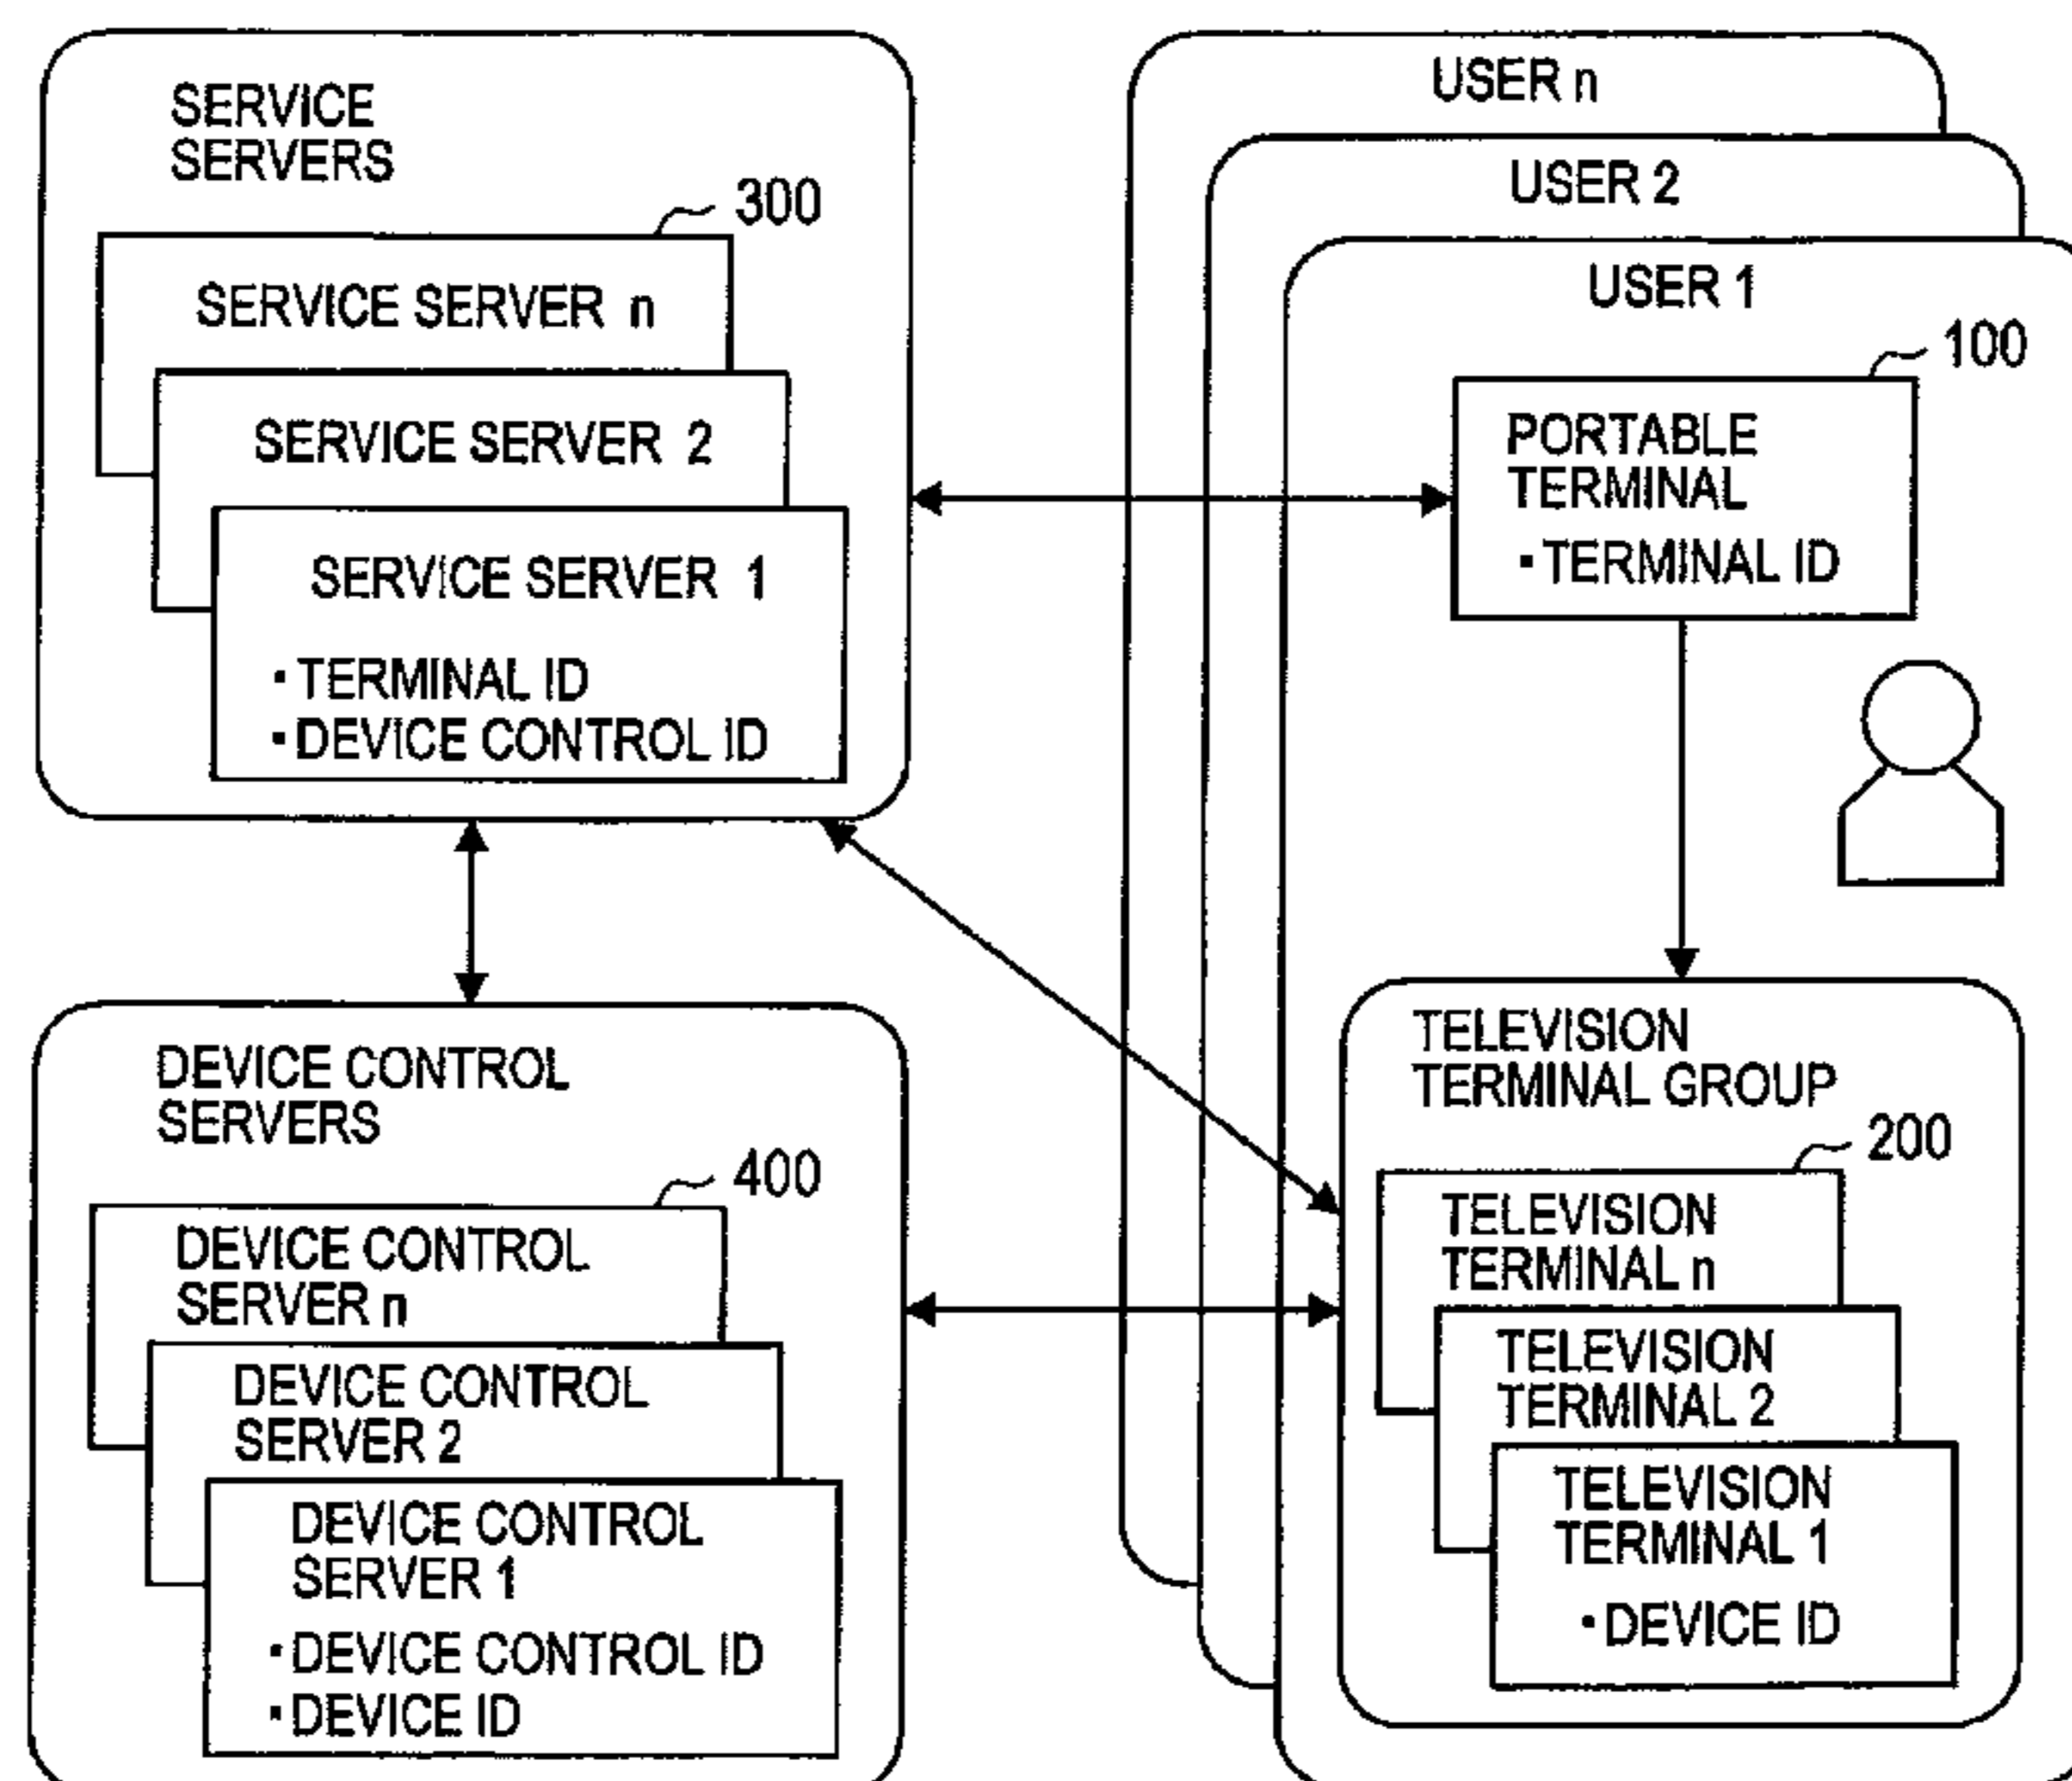 SERVICE
SERVERS
300
SERVICE SERVER n
SERVICE SERVER 2
SERVICE SERVER 1
▪ TERMINAL ID
▪ DEVICE CONTROL ID
USER n
USER 2
USER 1
100
PORTABLE
TERMINAL
▪ TERMINAL ID
DEVICE CONTROL
SERVERS
400
DEVICE CONTROL
SERVER n
DEVICE CONTROL
SERVER 2
DEVICE CONTROL
SERVER 1
▪ DEVICE CONTROL ID
▪ DEVICE ID
TELEVISION
TERMINAL GROUP
200
TELEVISION
TERMINAL n
TELEVISION
TERMINAL 2
TELEVISION
TERMINAL 1
▪ DEVICE ID